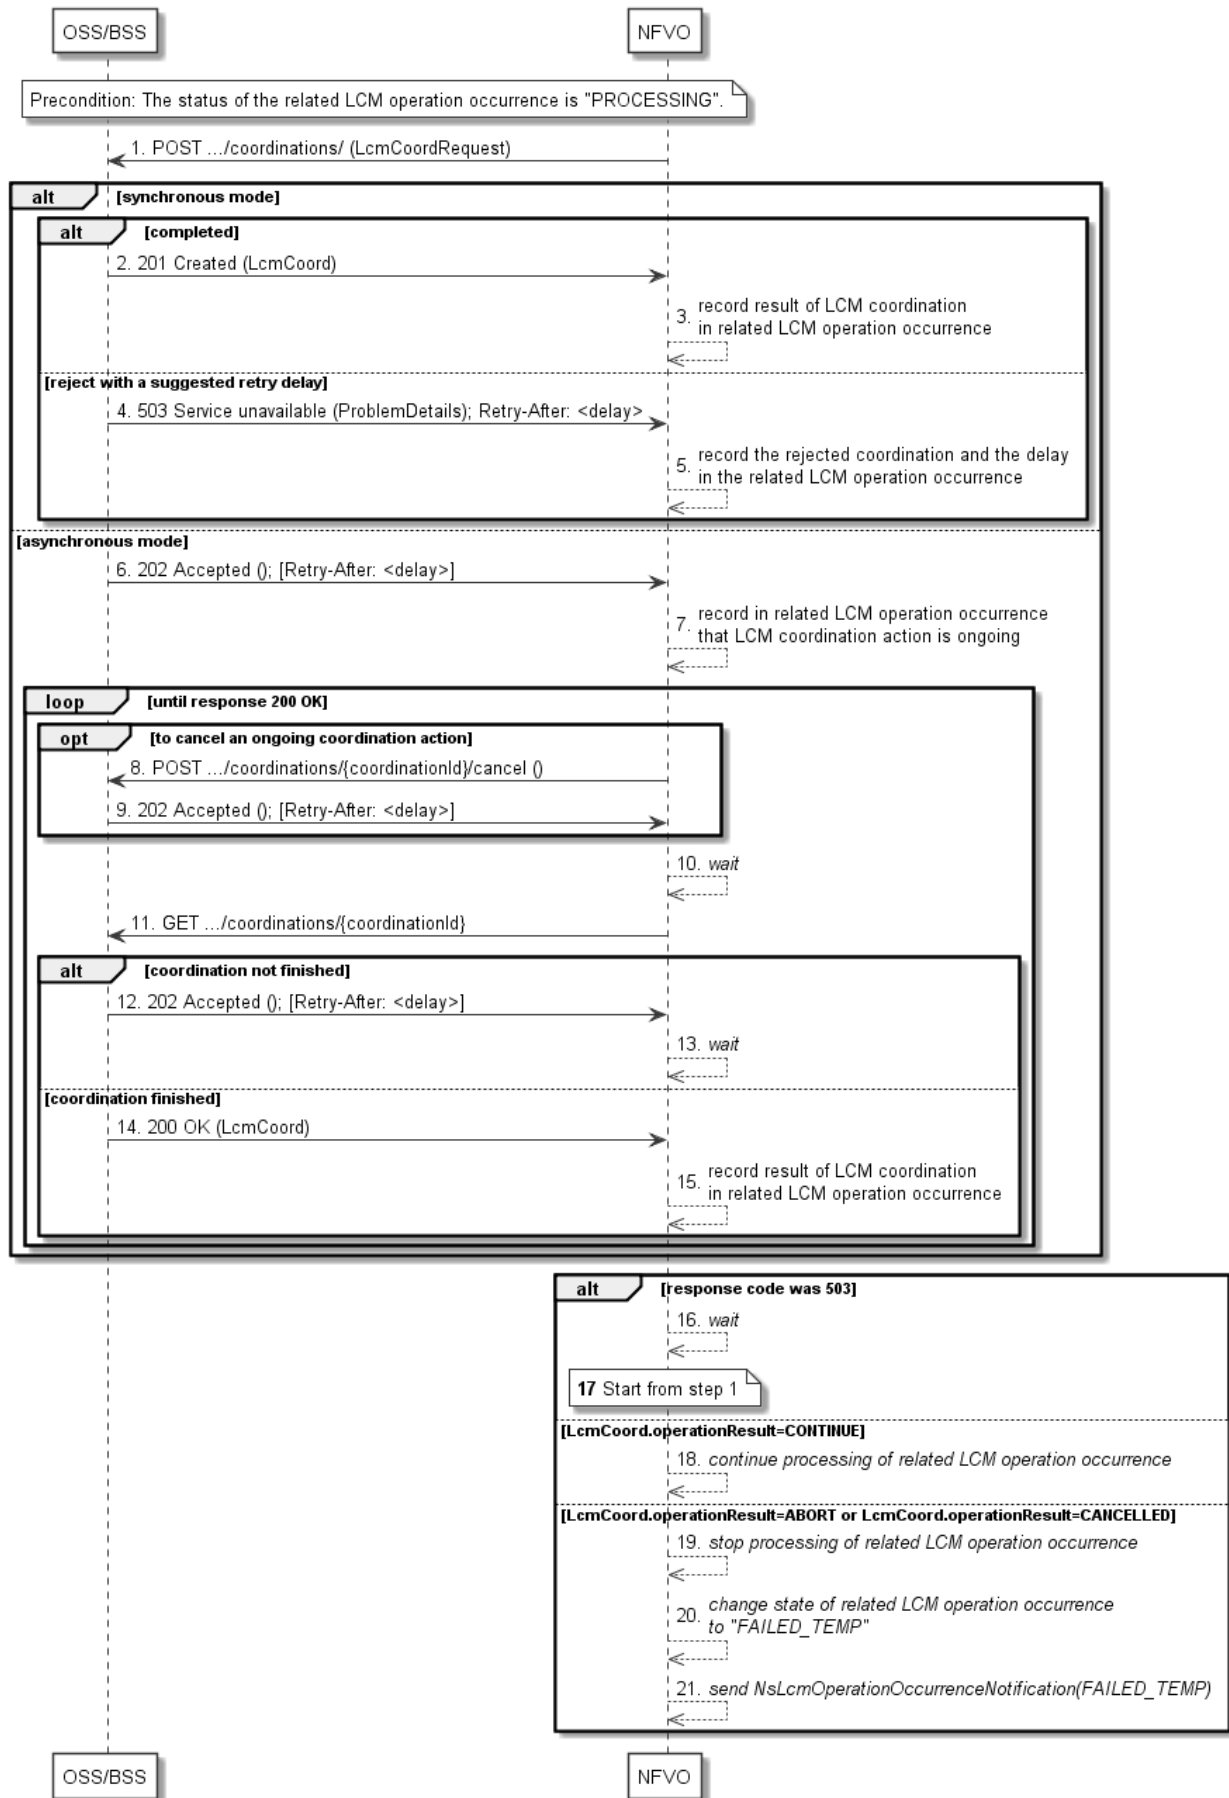 OSS/BSS
NFVO
Precondition: The status of the related LCM operation occurrence is "PROCESSING".
1. POST .../coordinations/ (LcmCoordRequest)
alt [synchronous mode]
alt [completed]
2. 201 Created (LcmCoord)
3. record result of LCM coordination
in related LCM operation occurrence
[reject with a suggested retry delay]
4. 503 Service unavailable (ProblemDetails); Retry-After: <delay>
5. record the rejected coordination and the delay
in the related LCM operation occurrence
[asynchronous mode]
6. 202 Accepted (); [Retry-After: <delay>]
7. record in related LCM operation occurrence
that LCM coordination action is ongoing
loop [until response 200 OK]
opt [to cancel an ongoing coordination action]
8. POST .../coordinations/{coordinationId}/cancel ()
9. 202 Accepted (); [Retry-After: <delay>]
10. wait
11. GET .../coordinations/{coordinationId}
alt [coordination not finished]
12. 202 Accepted (); [Retry-After: <delay>]
13. wait
[coordination finished]
14. 200 OK (LcmCoord)
15. record result of LCM coordination
in related LCM operation occurrence
alt [response code was 503]
16. wait
17 Start from step 1
[LcmCoord.operationResult=CONTINUE]
18. continue processing of related LCM operation occurrence
[LcmCoord.operationResult=ABORT or LcmCoord.operationResult=CANCELLED]
19. stop processing of related LCM operation occurrence
20. change state of related LCM operation occurrence
to "FAILED_TEMP"
21. send NsLcmOperationOccurrenceNotification(FAILED_TEMP)
OSS/BSS
NFVO